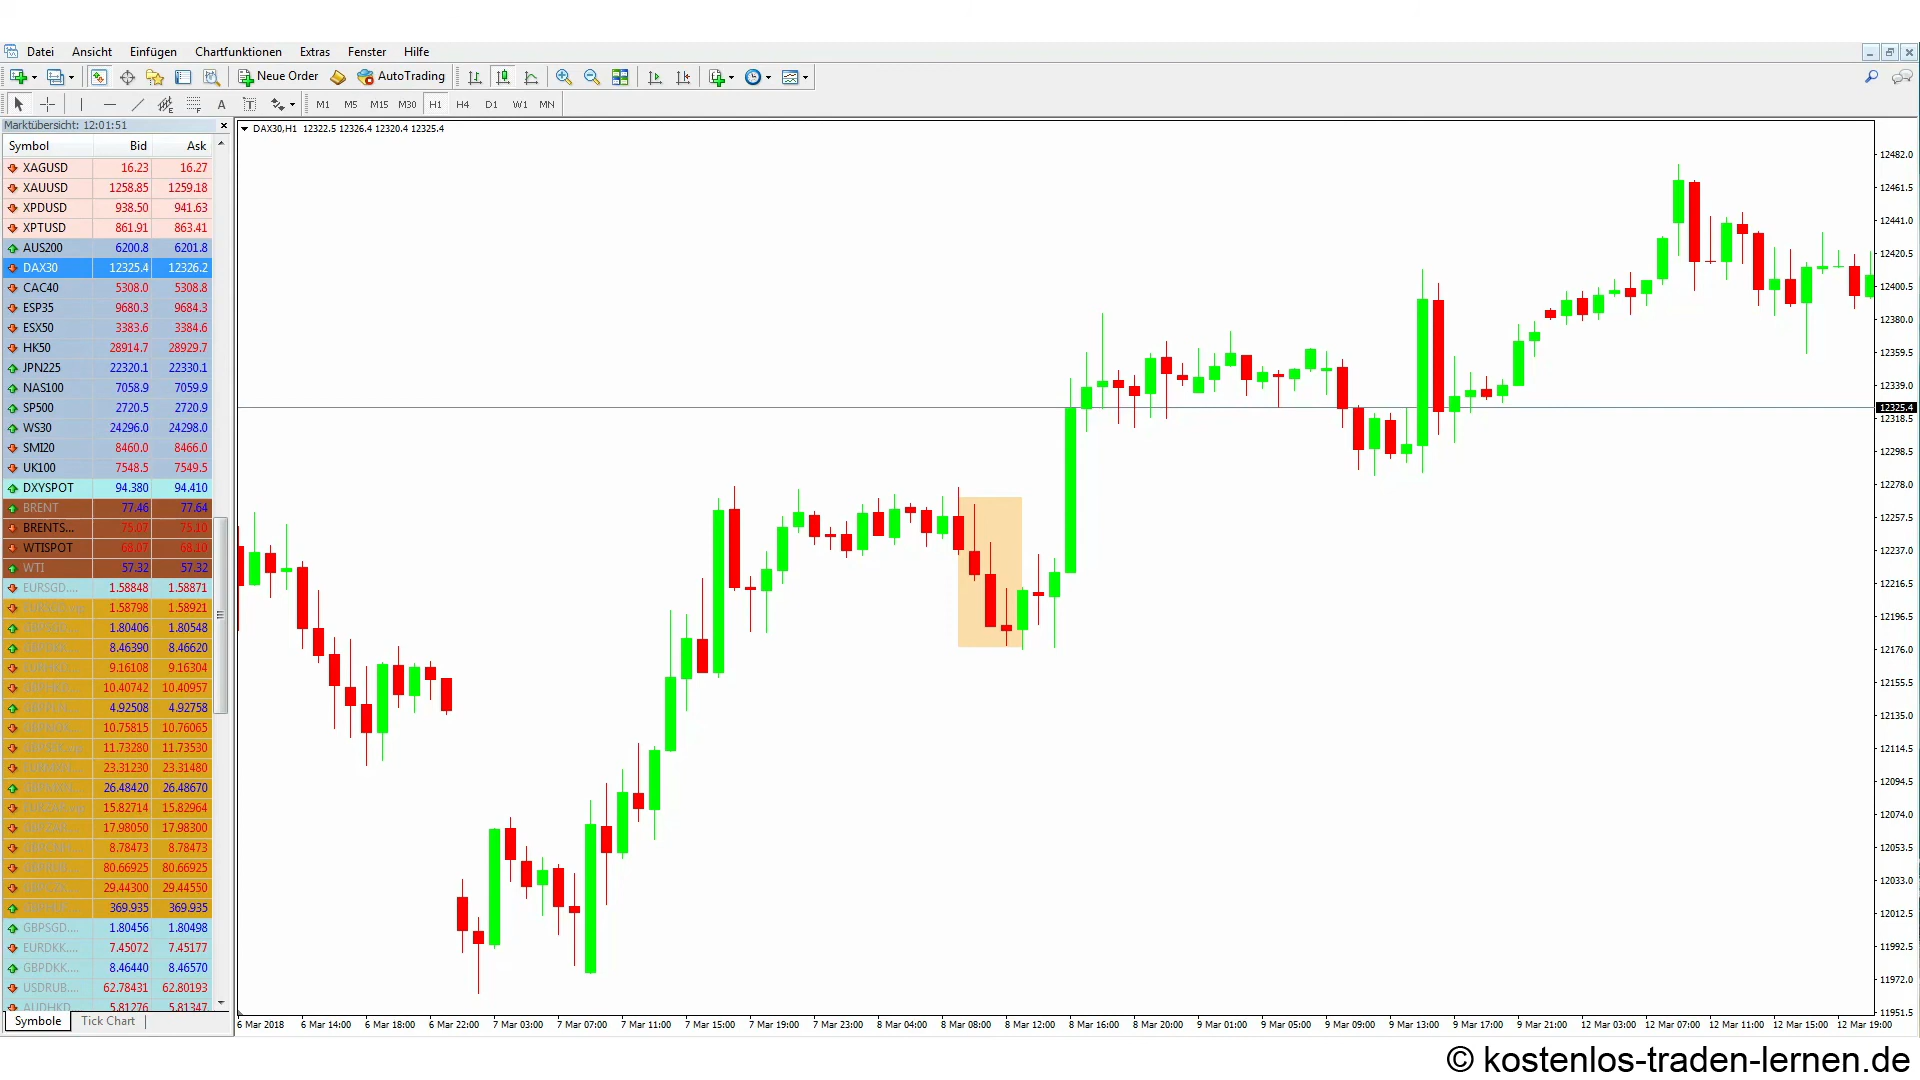 Datei Ansicht Einfügen Chartfunktionen Extras Fenster Hilfe
Neue Order AutoTrading
A T M1 M5 M15 M30 H1 H4 D1 W1 MN
Marktübersicht: 12:01:51
Symbol Bid Ask
XAGUSD 16.23 16.27
XAUUSD 1258.85 1259.18
XPDUSD 938.50 941.63
XPTUSD 861.91 863.41
AUS200 6200.8 6201.8
DAX30 12325.4 12326.2
CAC40 5308.0 5308.8
ESP35 9680.3 9684.3
ESX50 3383.6 3384.6
HK50 28914.7 28929.7
JPN225 22320.1 22330.1
NAS100 7058.9 7059.9
SP500 2720.5 2720.9
WS30 24296.0 24298.0
SMI20 8460.0 8466.0
UK100 7548.5 7549.5
DXYSPOT 94.380 94.410
BRENT 77.46 77.64
BRENTS... 75.07 75.10
WTISPOT 68.07 68.10
WTI 57.32 57.32
EURSGD.... 1.58848 1.58871
1.58798 1.58921
1.80406 1.80548
8.46390 8.46620
9.16108 9.16304
10.40742 10.40957
4.92508 4.92758
10.75815 10.76065
11.73280 11.73530
23.31230 23.31480
26.48420 26.48670
15.82714 15.82964
17.98050 17.98300
8.78473 8.78473
80.66925 80.66925
29.44300 29.44550
369.935 369.935
GBPSGD.... 1.80456 1.80498
EURDKK.... 7.45072 7.45177
GBPDKK.... 8.46440 8.46570
USDRUB.... 62.78431 62.80193
AUDHKD 5.81276 5.81347
Symbole Tick Chart
DAX30,H1 12322.5 12326.4 12320.4 12325.4
12482.0
12461.5
12441.0
12420.5
12400.5
12380.0
12359.5
12339.0
12325.4
12318.5
12298.5
12278.0
12257.5
12237.0
12216.5
12196.5
12176.0
12155.5
12135.0
12114.5
12094.5
12074.0
12053.5
12033.0
12012.5
11992.5
11972.0
11951.5
6 Mar 2018 6 Mar 14:00 6 Mar 18:00 6 Mar 22:00 7 Mar 03:00 7 Mar 07:00 7 Mar 11:00 7 Mar 15:00 7 Mar 19:00 7 Mar 23:00 8 Mar 04:00 8 Mar 08:00 8 Mar 12:00 8 Mar 16:00 8 Mar 20:00 9 Mar 01:00 9 Mar 05:00 9 Mar 09:00 9 Mar 13:00 9 Mar 17:00 9 Mar 21:00 12 Mar 03:00 12 Mar 07:00 12 Mar 11:00 12 Mar 15:00 12 Mar 19:00
© kostenlos-traden-lernen.de